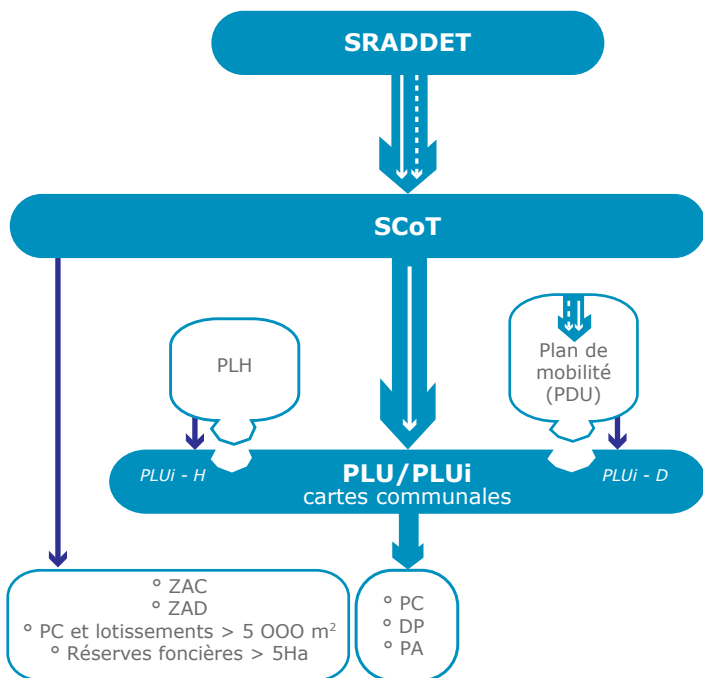 SRADDET
SCoT
PLH
Plan de
mobilité
(PDU)
PLUi - H
PLU/PLUi
cartes communales
PLUi - D
° ZAC
° ZAD
° PC et lotissements > 5 OOO m²
° Réserves foncières > 5Ha
° PC
° DP
° PA